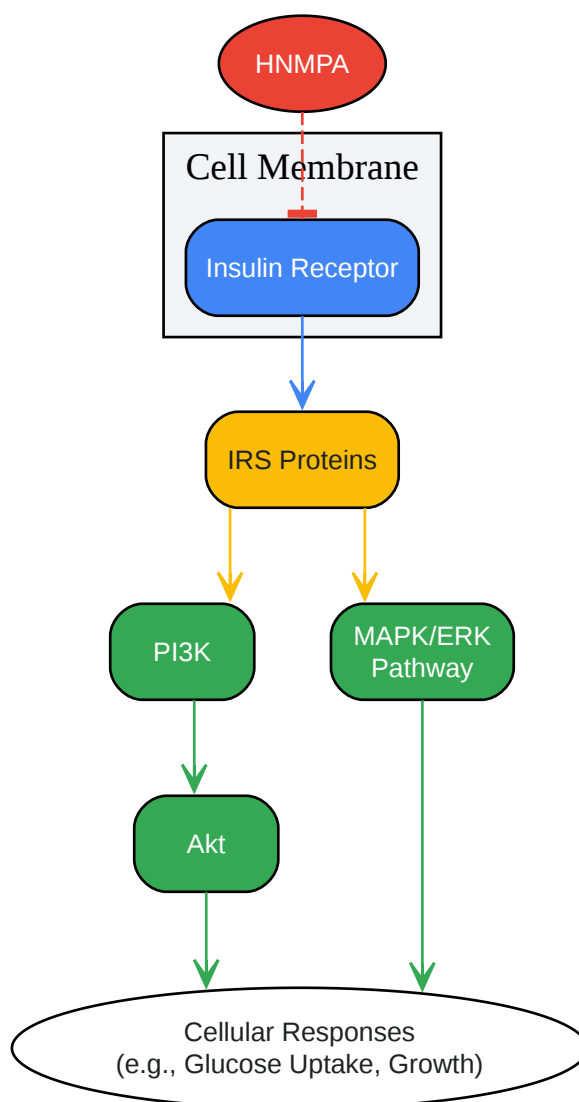 HNMPA
Cell Membrane
Insulin Receptor
IRS Proteins
PI3K
MAPK/ERK
Pathway
Akt
Cellular Responses
(e.g., Glucose Uptake, Growth)